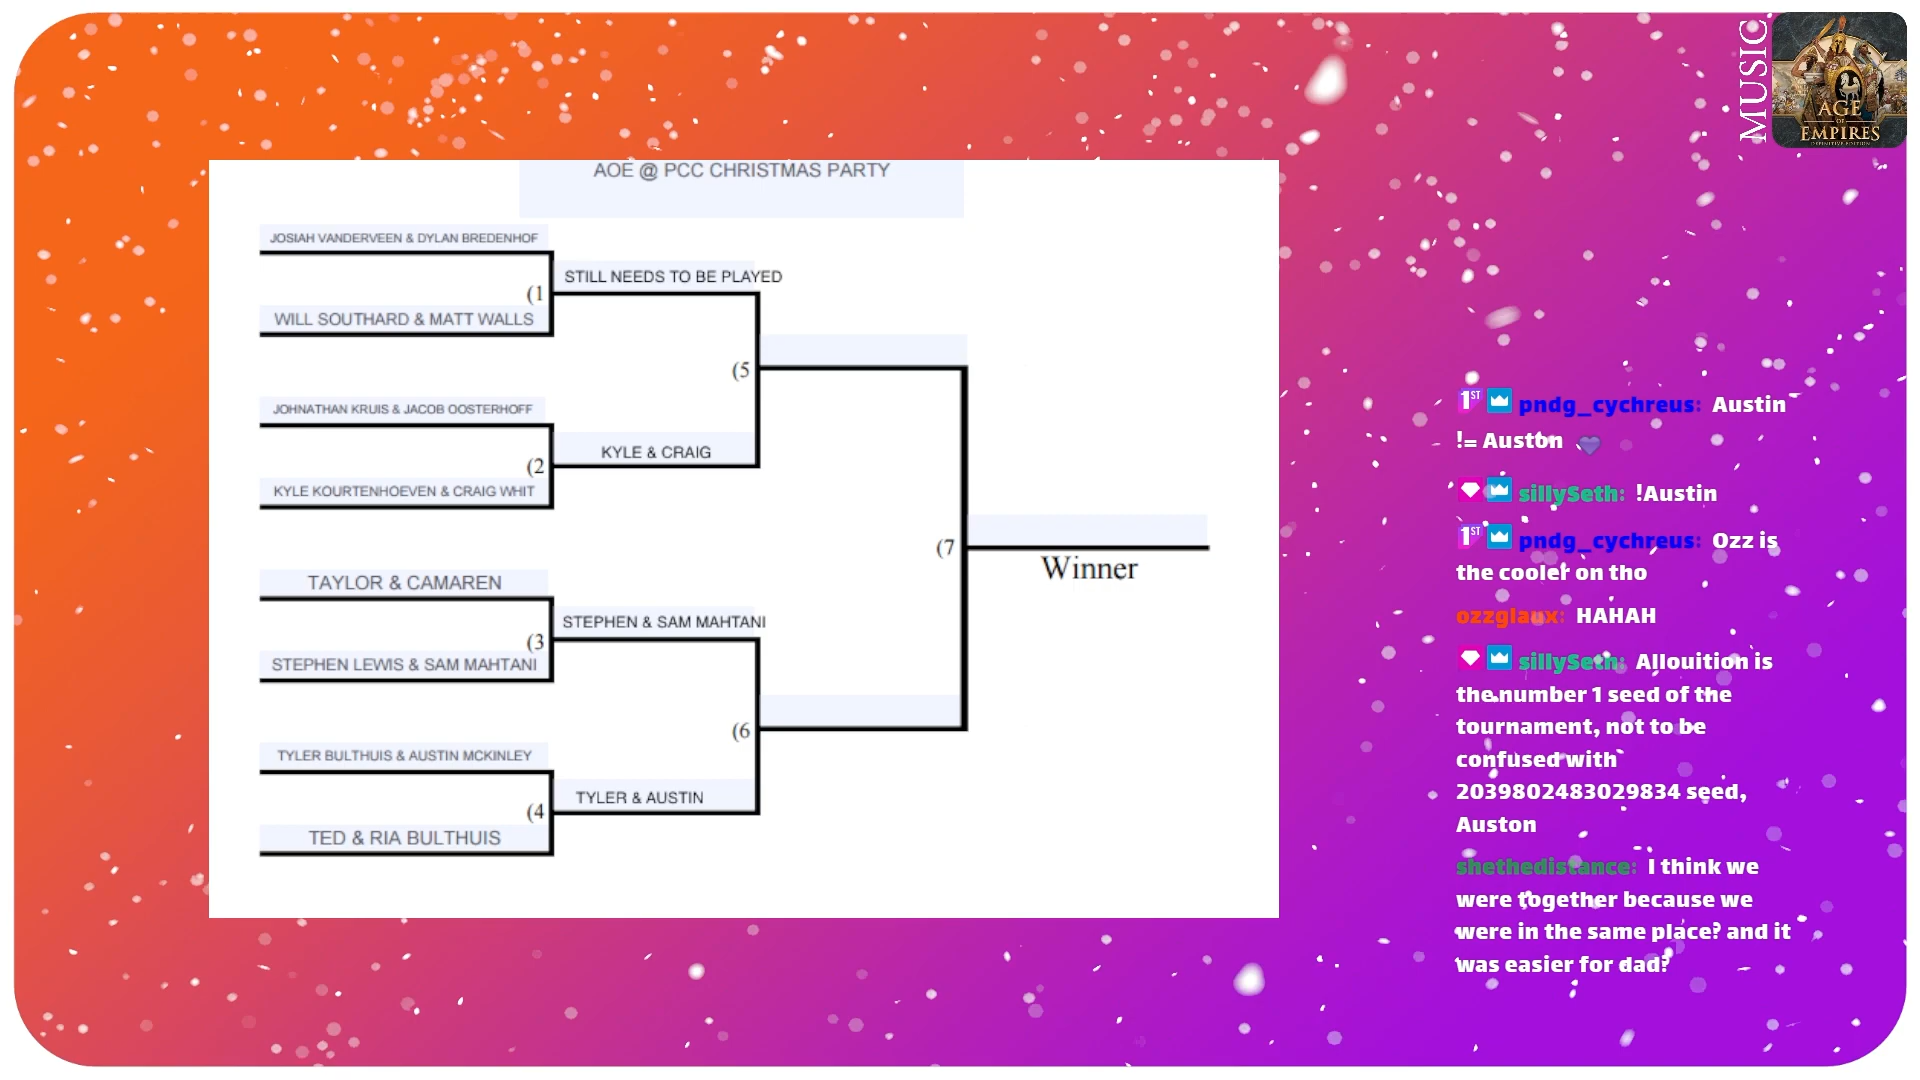 MUSIC
AGE
OF
EMPIRES
DEFINITIVE EDITION
AOE @ PCC CHRISTMAS PARTY
JOSIAH VANDERVEEN & DYLAN BREDENHOF
STILL NEEDS TO BE PLAYED
(1
WILL SOUTHARD & MATT WALLS
(5
JOHNATHAN KRUIS & JACOB OOSTERHOFF
KYLE & CRAIG
(2
KYLE KOURTENHOEVEN & CRAIG WHIT
(7
Winner
TAYLOR & CAMAREN
STEPHEN & SAM MAHTANI
(3
STEPHEN LEWIS & SAM MAHTANI
(6
TYLER BULTHUIS & AUSTIN MCKINLEY
TYLER & AUSTIN
(4
TED & RIA BULTHUIS
1ST pndg_cychreus: Austin
!= Auston
sillySeth: !Austin
1ST pndg_cychreus: Ozz is
the cooler on tho
ozzglaux: HAHAH
sillySeth: Allouition is
the number 1 seed of the
tournament, not to be
confused with
2039802483029834 seed,
Auston
shethedistance: I think we
were together because we
were in the same place? and it
was easier for dad?